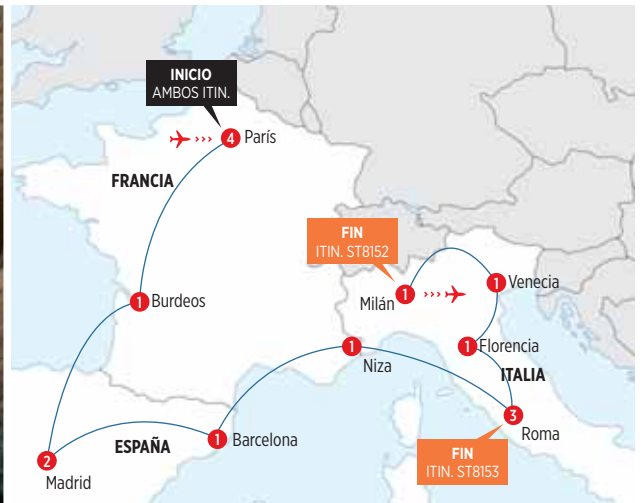 INICIO
AMBOS ITIN.
4 París
FRANCIA
FIN
ITIN. ST8152
1 Venecia
Milán 1
1 Burdeos
1 Florencia
1
Niza
ITALIA
3
Roma
1 Barcelona
ESPAÑA
FIN
ITIN. ST8153
2
Madrid